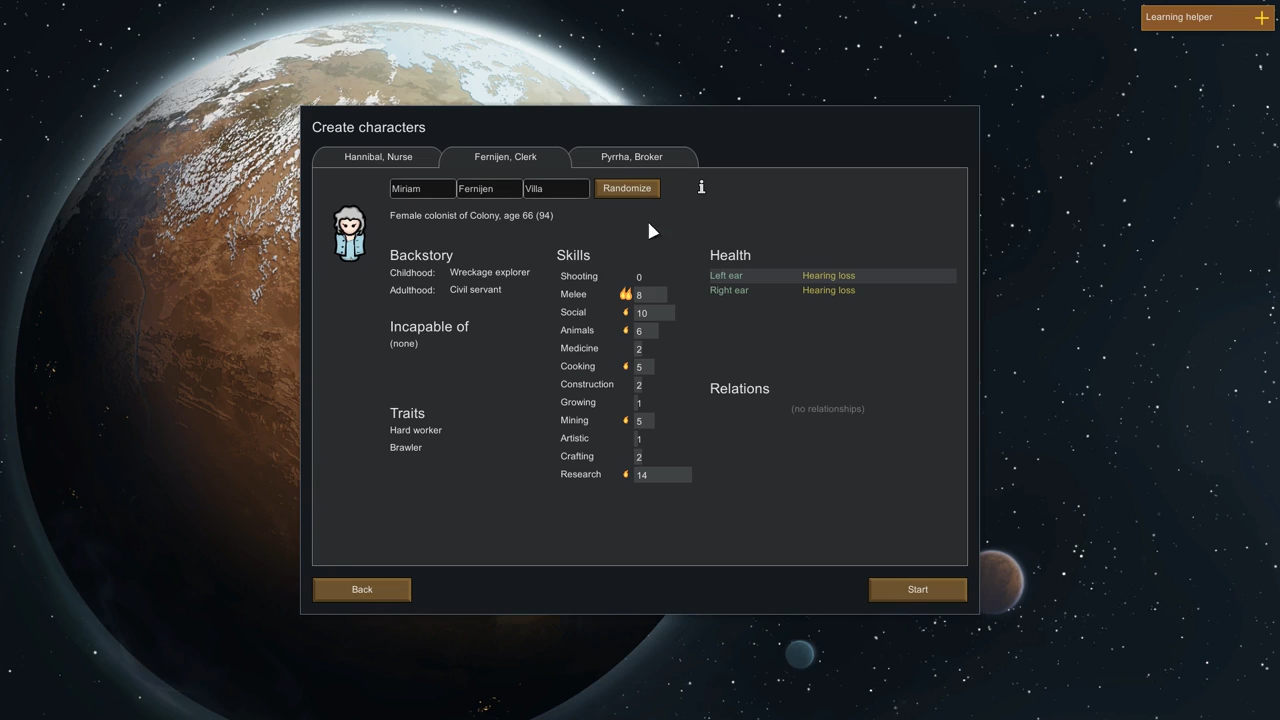 Learning helper
Create characters
Hannibal, Nurse Fernijen, Clerk Pyrrha, Broker
Miriam Fernijen Villa Randomize
Female colonist of Colony, age 66 (94)
Backstory
Childhood: Wreckage explorer
Adulthood: Civil servant
Incapable of
(none)
Traits
Hard worker
Brawler
Skills
Shooting 0
Melee 8
Social 10
Animals 6
Medicine 2
Cooking 5
Construction 2
Growing 1
Mining 5
Artistic 1
Crafting 2
Research 14
Health
Left ear Hearing loss
Right ear Hearing loss
Relations
(no relationships)
Back Start